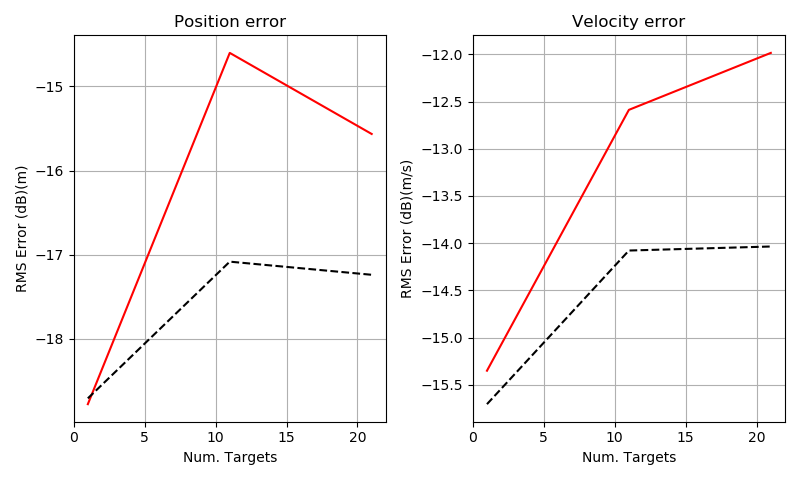 Position error
Velocity error
RMS Error (dB)(m)
−15
−16
−17
−18
0 5 10 15 20
Num. Targets
RMS Error (dB)(m/s)
−12.0
−12.5
−13.0
−13.5
−14.0
−14.5
−15.0
−15.5
0 5 10 15 20
Num. Targets